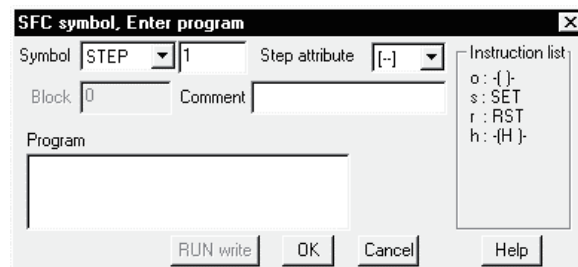 SFC symbol, Enter program
Symbol STEP 1 Step attribute [--]
Block 0 Comment
Program
RUN write OK Cancel Help
Instruction list
o : -( )-
s : SET
r : RST
h : -(H )-